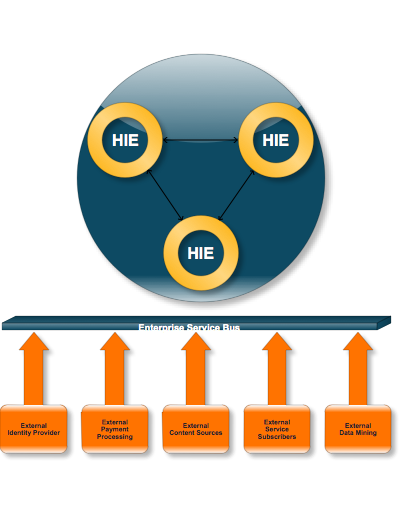 HIE
HIE
HIE
Enterprise Service Bus
External
Identity Provider
External
Payment
Processing
External
Content Sources
External
Service
Subscribers
External
Data Mining